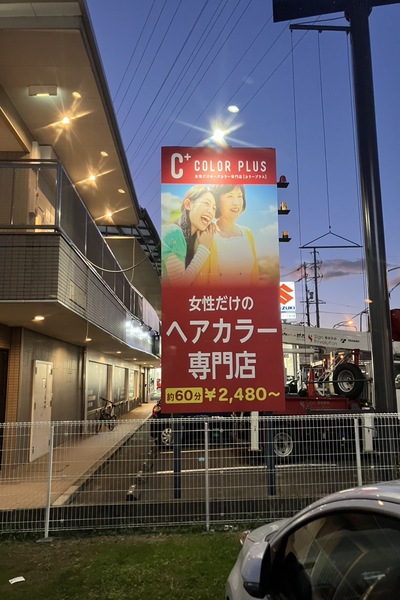 C+ COLOR PLUS
女性だけのヘアカラー専門店[カラープラス]
女性だけの
ヘアカラー
専門店
約60分 ¥2,480~
SUZUKI